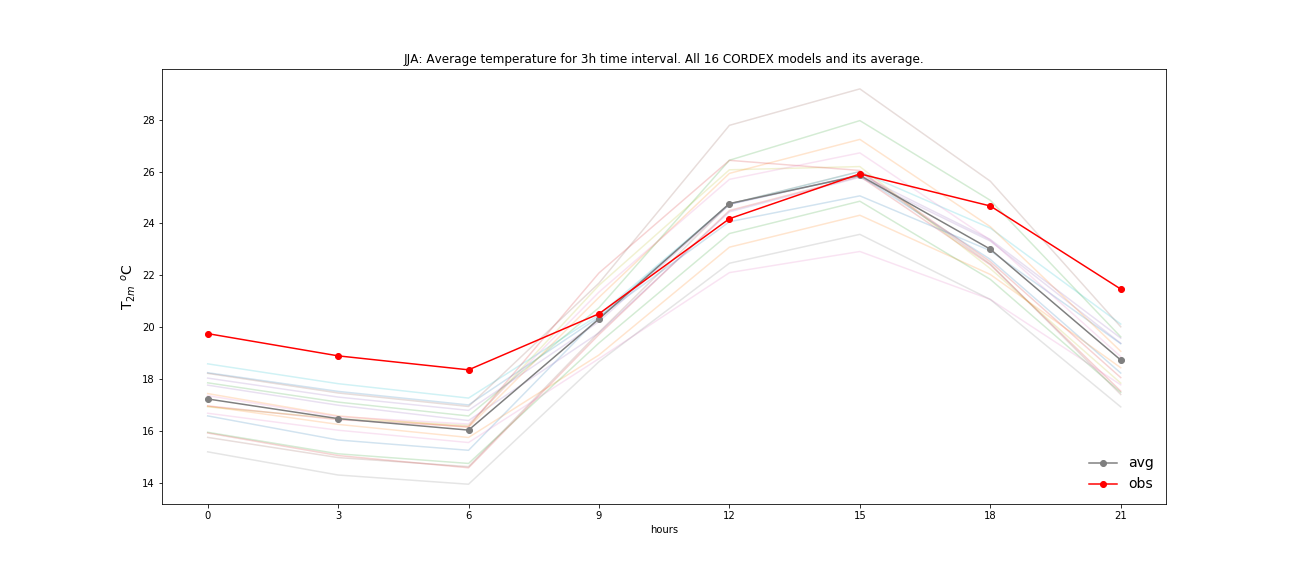 JJA: Average temperature for 3h time interval. All 16 CORDEX models and its average.
T2m °C
28
26
24
22
20
18
16
14
0 3 6 9 12 15 18 21
hours
avg
obs